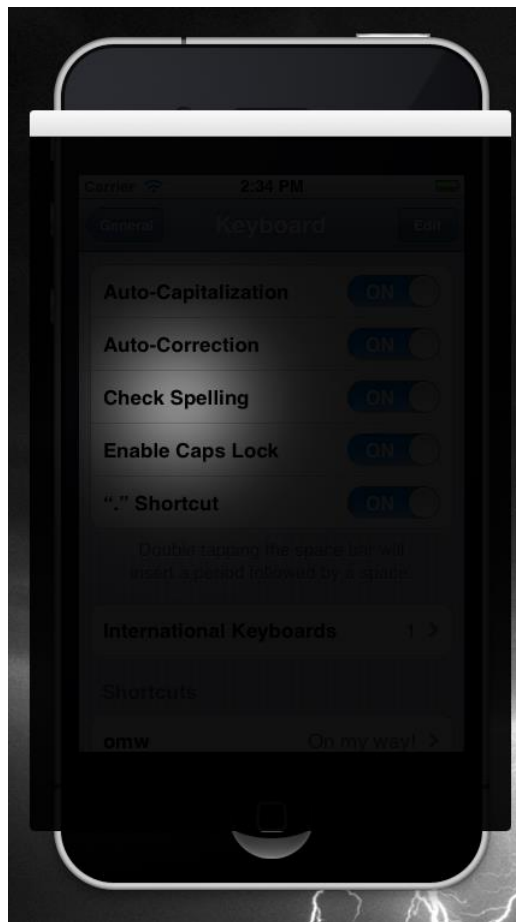 Carrier 2:34 PM
General Keyboard Edit
Auto-Capitalization ON
Auto-Correction ON
Check Spelling ON
Enable Caps Lock ON
“.” Shortcut ON
Double tapping the space bar will
insert a period followed by a space.
International Keyboards 1
Shortcuts
omw On my way!